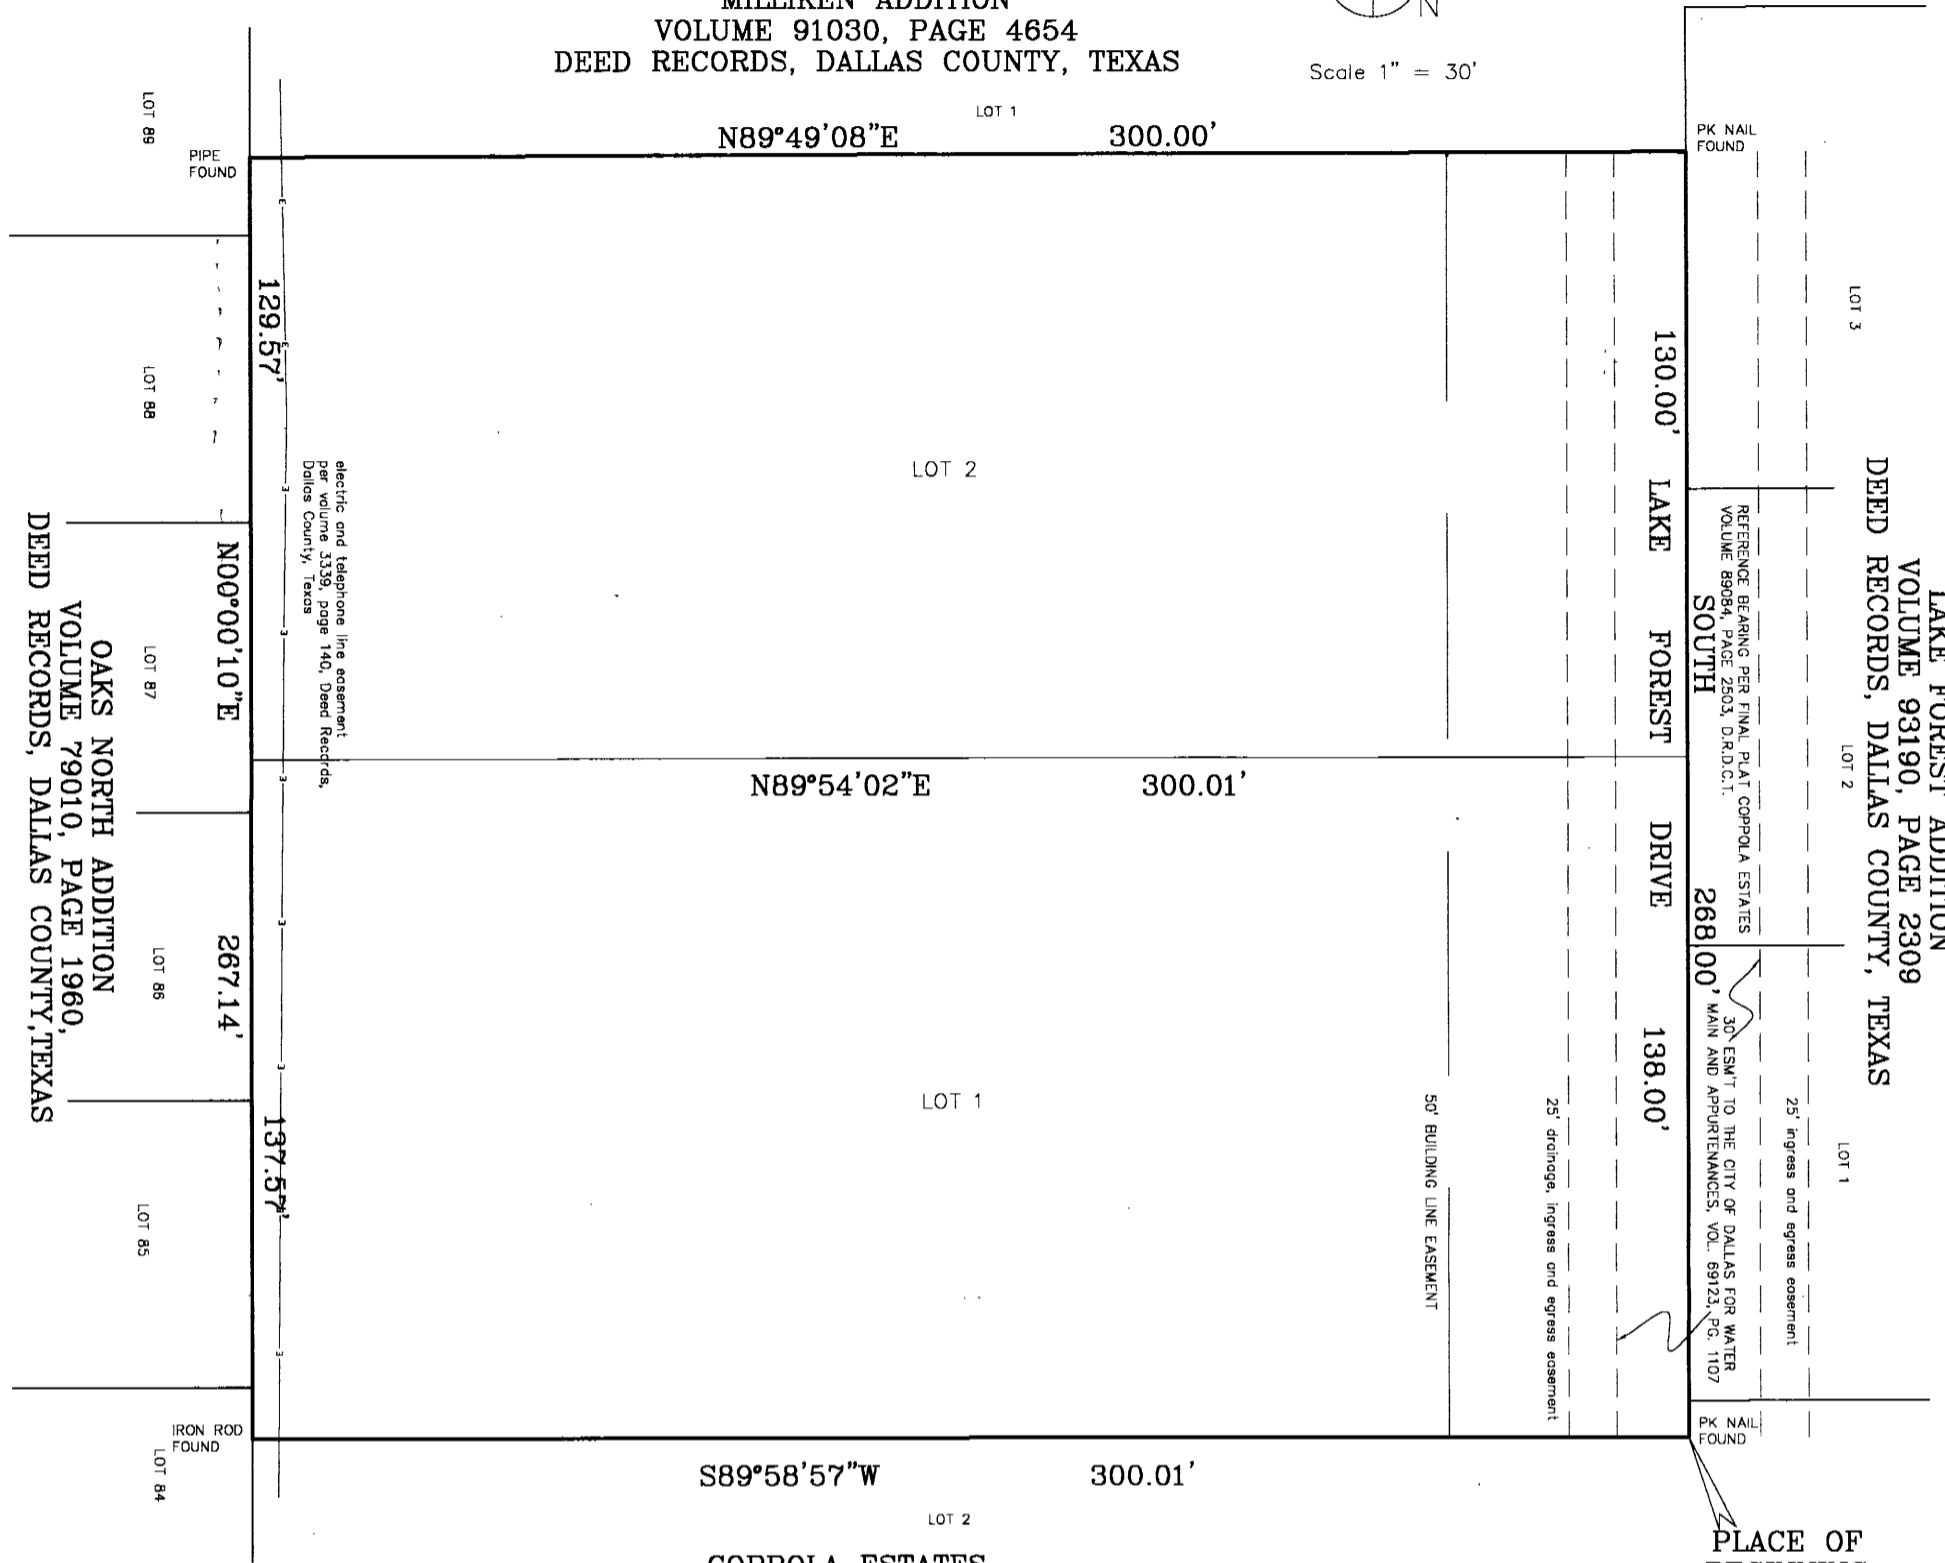 MILLIKEN ADDITION
VOLUME 91030, PAGE 4654
DEED RECORDS, DALLAS COUNTY, TEXAS
N
Scale 1" = 30'
LOT 1
N89°49'08"E 300.00'
PIPE
FOUND
PK NAIL
FOUND
LOT 89
LOT 88
LOT 87
LOT 86
LOT 85
LOT 84
OAKS NORTH ADDITION
VOLUME 79010, PAGE 1960,
DEED RECORDS, DALLAS COUNTY,TEXAS
N00°00'10"E 267.14'
129.57'
137.57'
electric and telephone line easement
per volume 3339, page 140, Deed Records,
Dallas County, Texas
LOT 2
N89°54'02"E 300.01'
LOT 1
50' BUILDING LINE EASEMENT
25' drainage, ingress and egress easement
130.00' LAKE FOREST DRIVE 138.00'
SOUTH 268.00'
REFERENCE BEARING PER FINAL PLAT COPPOLA ESTATES
VOLUME 89084, PAGE 2503, D.R.D.C.T.
30' ESM'T TO THE CITY OF DALLAS FOR WATER
MAIN AND APPURTENANCES, VOL. 69123, PG. 1107
25' ingress and egress easement
LOT 3
LOT 2
LOT 1
LAKE FOREST ADDITION
VOLUME 93190, PAGE 2309
DEED RECORDS, DALLAS COUNTY, TEXAS
IRON ROD
FOUND
PK NAIL
FOUND
S89°58'57"W 300.01'
LOT 2
COPPOLA ESTATES
PLACE OF
BEGINNING